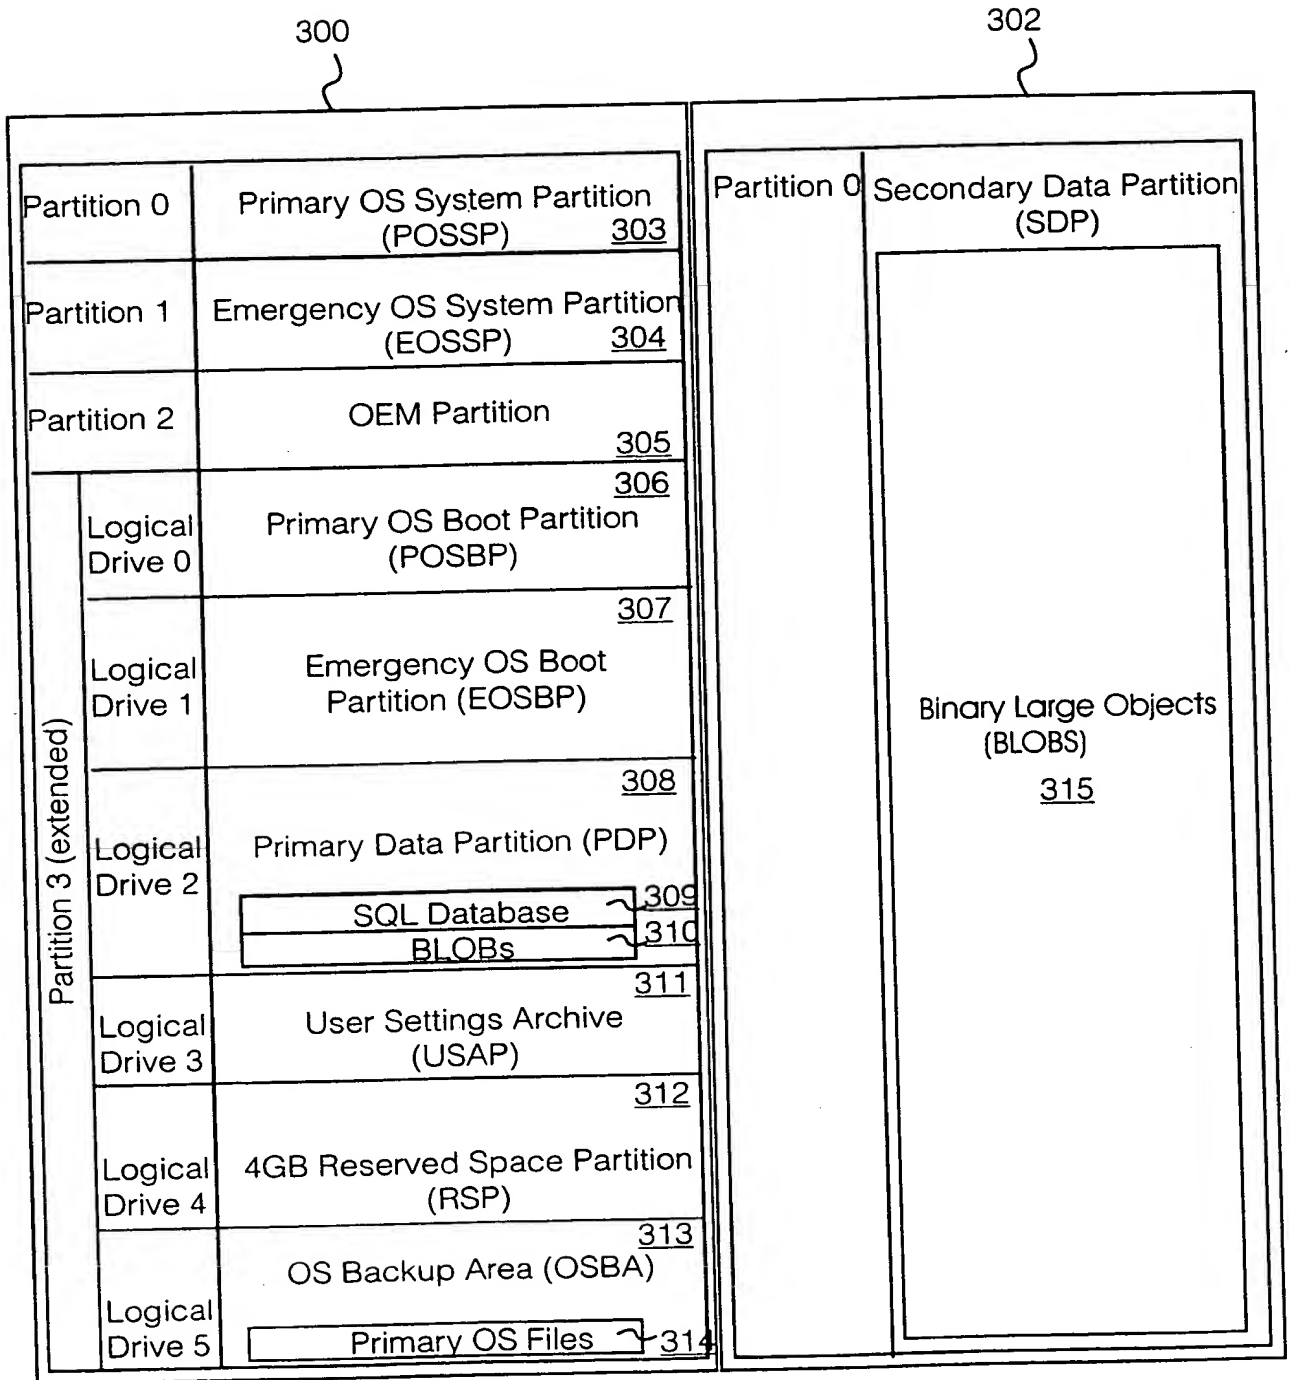 300
302
Partition 0
Primary OS System Partition
(POSSP) 303
Partition 1
Emergency OS System Partition
(EOSSP) 304
Partition 2
OEM Partition
305
Partition 3 (extended)
306
Logical
Drive 0
Primary OS Boot Partition
(POSBP)
307
Logical
Drive 1
Emergency OS Boot
Partition (EOSBP)
308
Logical
Drive 2
Primary Data Partition (PDP)
SQL Database 309
BLOBs 310
311
Logical
Drive 3
User Settings Archive
(USAP)
312
Logical
Drive 4
4GB Reserved Space Partition
(RSP)
313
OS Backup Area (OSBA)
Logical
Drive 5
Primary OS Files 314
Partition 0
Secondary Data Partition
(SDP)
Binary Large Objects
(BLOBS)
315